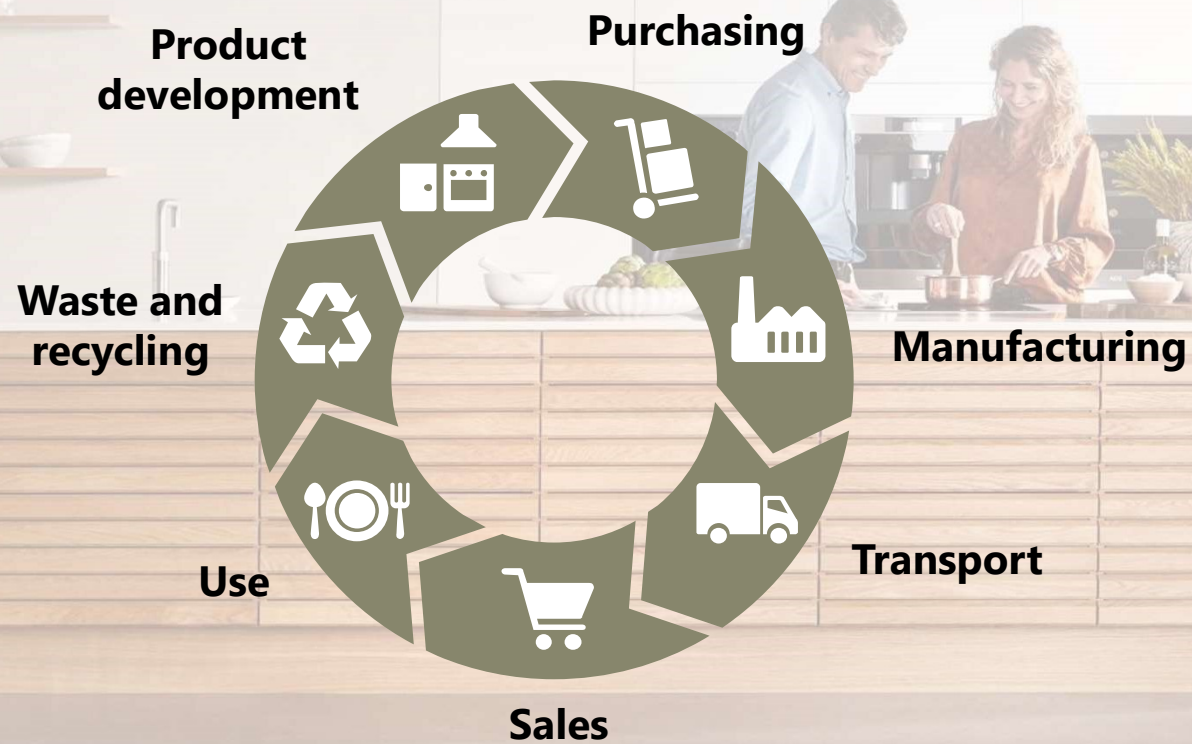 Product
development
Purchasing
Manufacturing
Transport
Sales
Use
Waste and
recycling